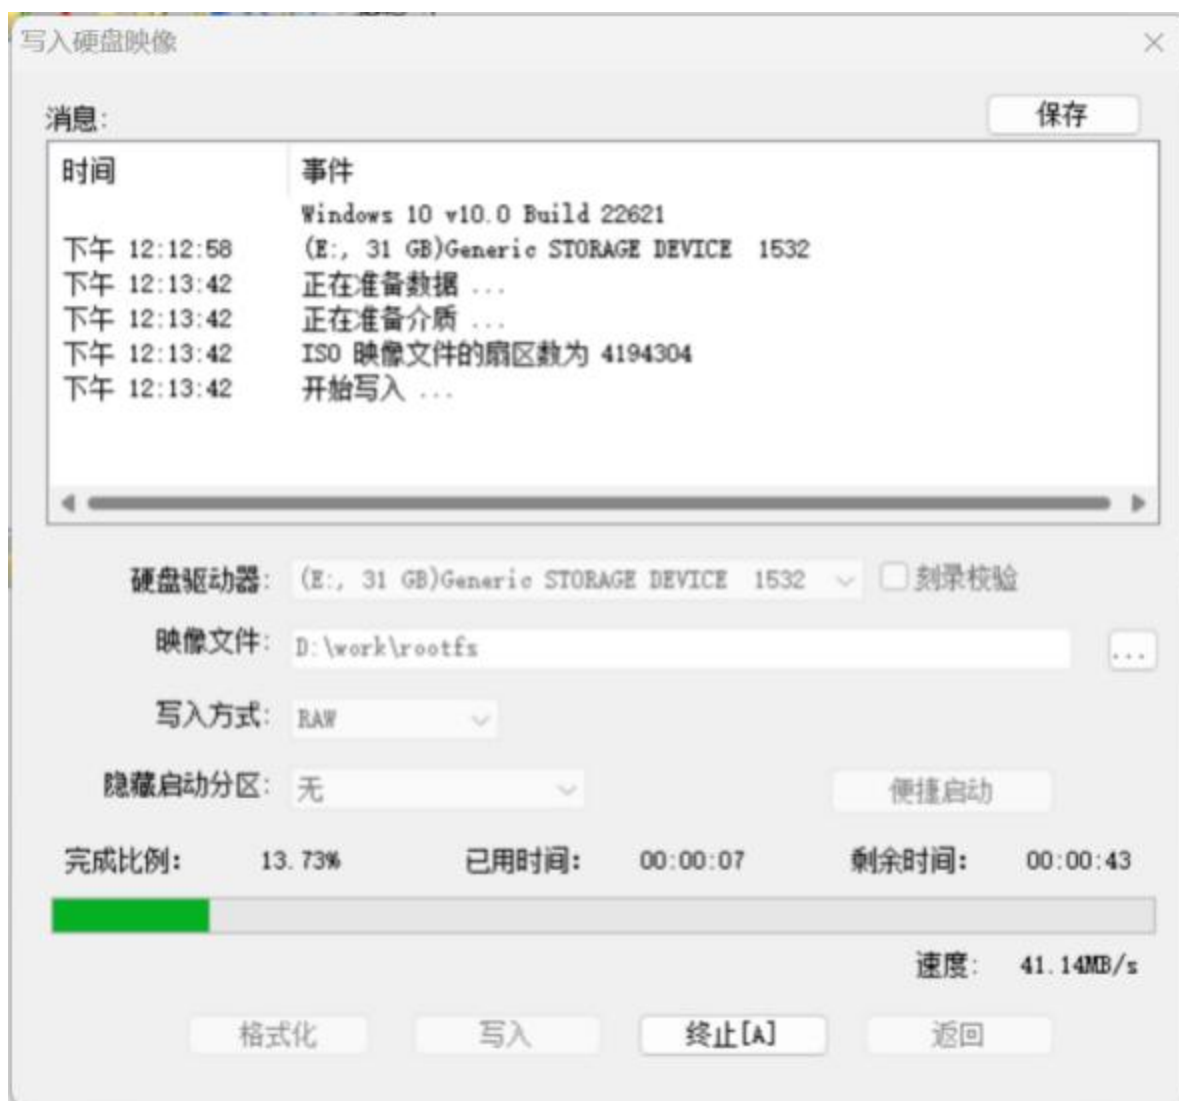 写入硬盘映像
消息:
保存
时间 事件
Windows 10 v10.0 Build 22621
下午 12:12:58 (E:, 31 GB)Generic STORAGE DEVICE 1532
下午 12:13:42 正在准备数据 ...
下午 12:13:42 正在准备介质 ...
下午 12:13:42 ISO 映像文件的扇区数为 4194304
下午 12:13:42 开始写入 ...
硬盘驱动器: (E:, 31 GB)Generic STORAGE DEVICE 1532 刻录校验
映像文件: D:\work\rootfs ...
写入方式: RAW
隐藏启动分区: 无 便捷启动
完成比例: 13.73% 已用时间: 00:00:07 剩余时间: 00:00:43
速度: 41.14MB/s
格式化 写入 终止[A] 返回